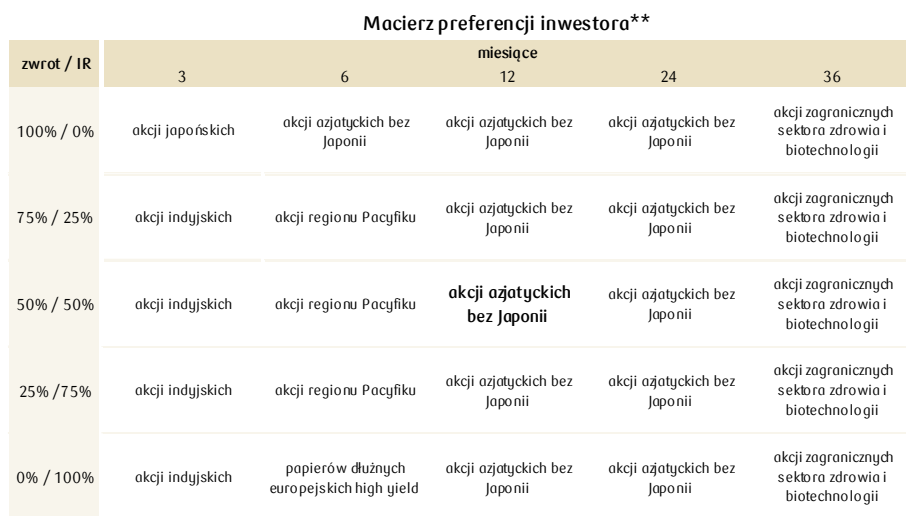 Macierz preferencji inwestora**
zwrot / IR
miesiące
3 6 12 24 36
100% / 0%
akcji japońskich
akcji azjatyckich bez
Japonii
akcji azjatyckich bez
Japonii
akcji azjatyckich bez
Japonii
akcji zagranicznych
sektora zdrowia i
biotechnologii
75% / 25%
akcji indyjskich
akcji regionu Pacyfiku
akcji azjatyckich bez
Japonii
akcji azjatyckich bez
Japonii
akcji zagranicznych
sektora zdrowia i
biotechnologii
50% / 50%
akcji indyjskich
akcji regionu Pacyfiku
akcji azjatyckich
bez Japonii
akcji azjatyckich bez
Japonii
akcji zagranicznych
sektora zdrowia i
biotechnologii
25% /75%
akcji indyjskich
akcji regionu Pacyfiku
akcji azjatyckich bez
Japonii
akcji azjatyckich bez
Japonii
akcji zagranicznych
sektora zdrowia i
biotechnologii
0% / 100%
akcji indyjskich
papierów dłużnych
europejskich high yield
akcji azjatyckich bez
Japonii
akcji azjatyckich bez
Japonii
akcji zagranicznych
sektora zdrowia i
biotechnologii